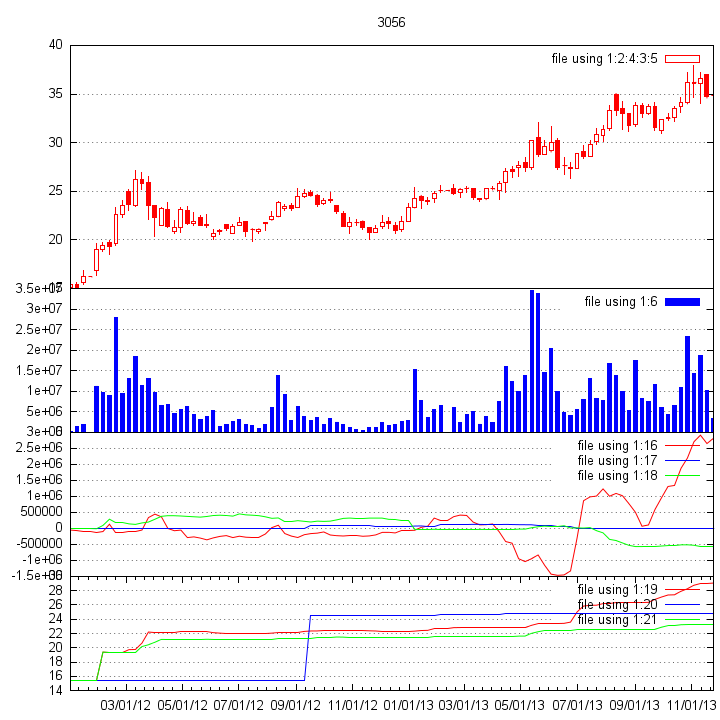 3056
40
file using 1:2:4:3:5
35
30
25
20
3.5e+07
file using 1:6
3e+07
2.5e+07
2e+07
1.5e+07
1e+07
5e+06
file using 1:16
2.5e+06
file using 1:17
2e+06
file using 1:18
1.5e+06
1e+06
500000
0
-500000
-1e+06
-1.5e+06
file using 1:19
28
file using 1:20
26
file using 1:21
24
22
20
18
16
14
03/01/12 05/01/12 07/01/12 09/01/12 11/01/12 01/01/13 03/01/13 05/01/13 07/01/13 09/01/13 11/01/13